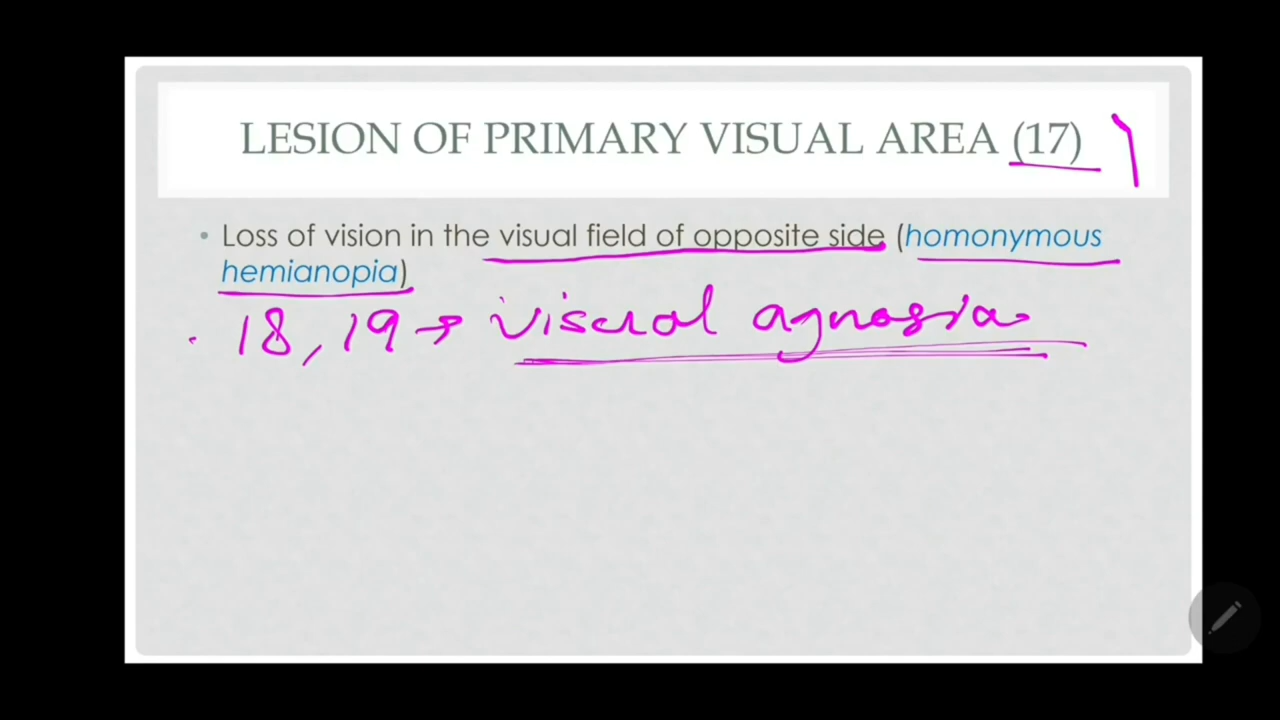 LESION OF PRIMARY VISUAL AREA (17)
• Loss of vision in the visual field of opposite side (homonymous
hemianopia)
. 18, 19 → visual agnosia